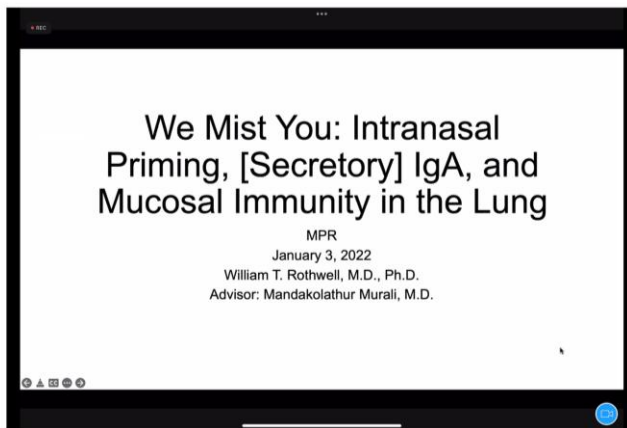 REC
We Mist You: Intranasal
Priming, [Secretory] IgA, and
Mucosal Immunity in the Lung
MPR
January 3, 2022
William T. Rothwell, M.D., Ph.D.
Advisor: Mandakolathur Murali, M.D.
CC